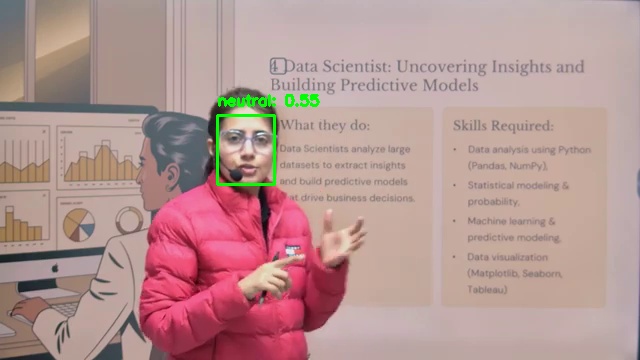 4 Data Scientist: Uncovering Insights and
Building Predictive Models
neutral: 0.55
What they do:
Data Scientists analyze large
datasets to extract insights
and build predictive models
at drive business decisions.
Skills Required:
• Data analysis using Python
(Pandas, NumPy),
• Statistical modeling &
probability,
• Machine learning &
predictive modeling,
• Data visualization
(Matplotlib, Seaborn,
Tableau)